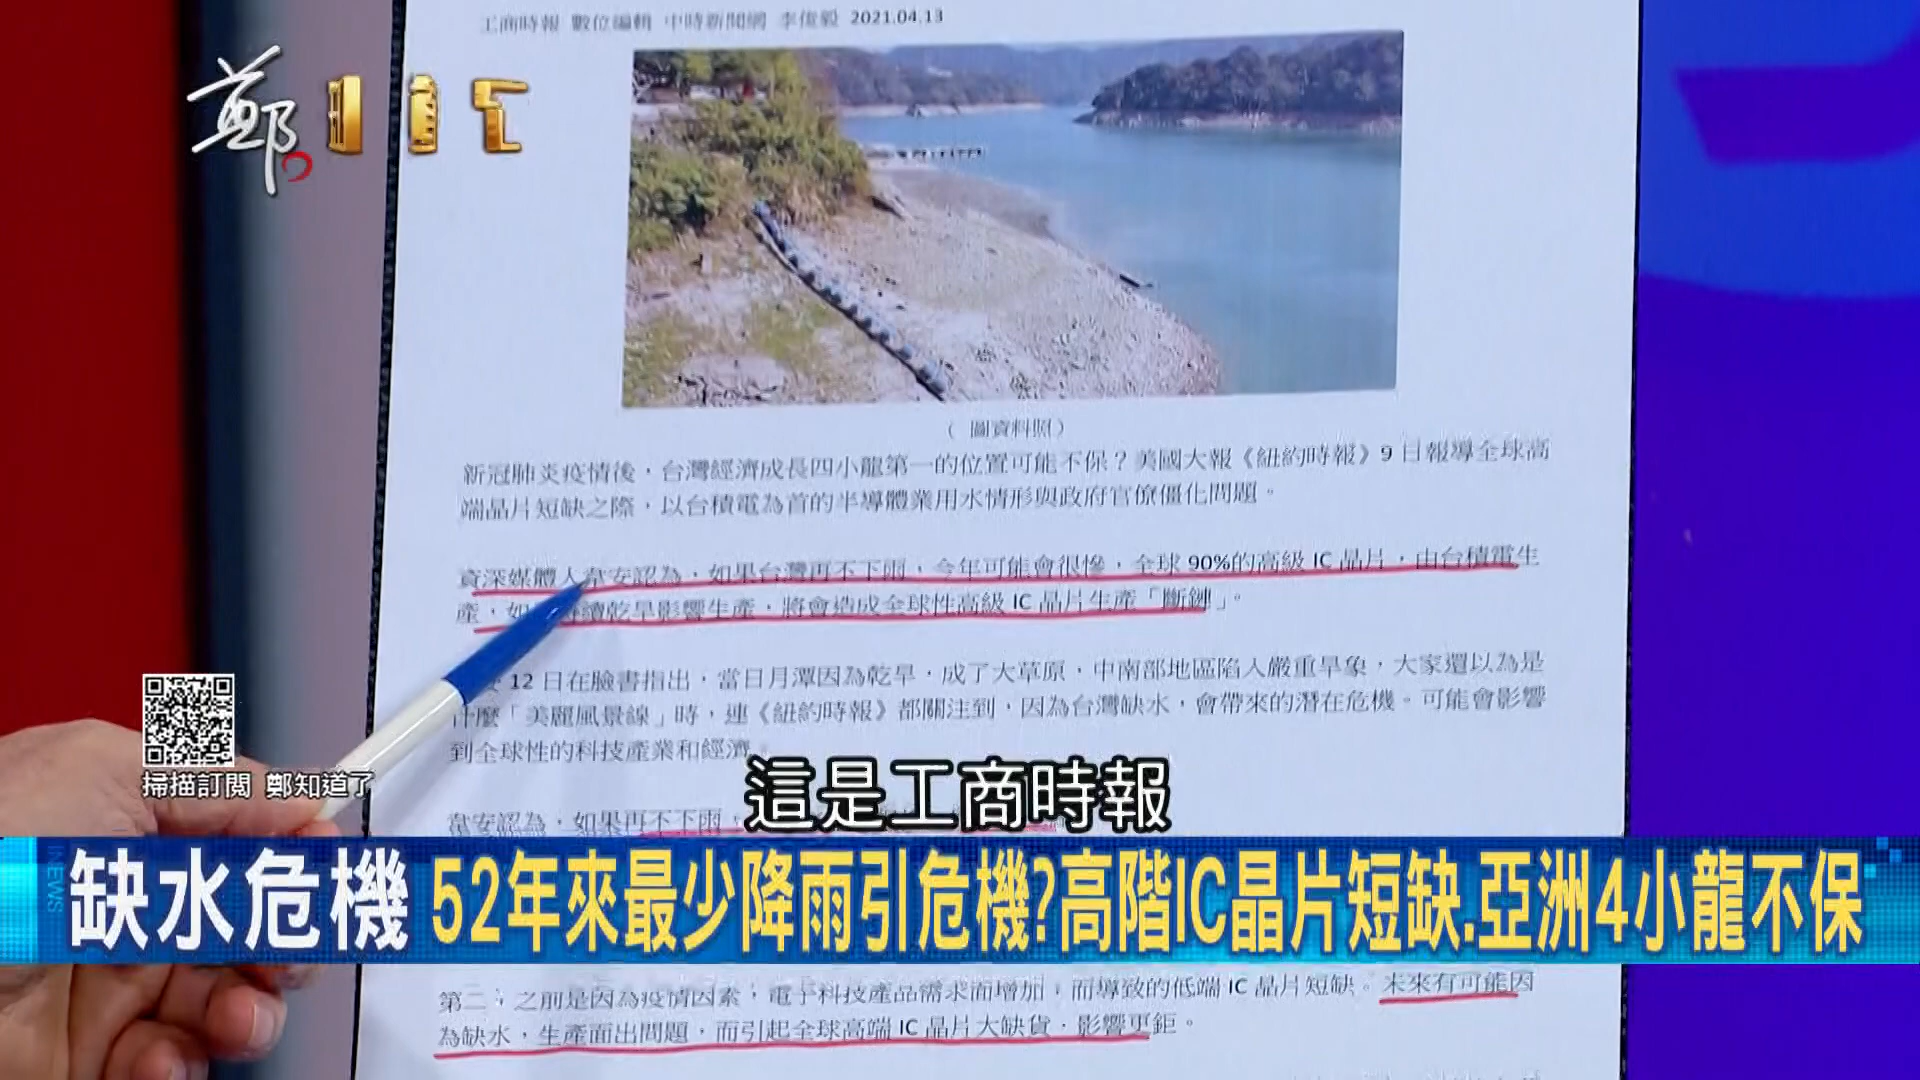 工商時報 數位編輯 中時新聞網 李俊毅 2021.04.13
鄭
(圖資料照)
新冠肺炎疫情後，台灣經濟成長四小龍第一的位置可能不保？美國大報《紐約時報》9日報導全球高
端晶片短缺之際，以台積電為首的半導體業用水情形與政府官僚僵化問題。
資深媒體人韋安認為，如果台灣再不下雨，今年可能會很慘，全球90%的高級IC晶片，由台積電生
產，如 持續乾旱影響生產，將會造成全球性高級IC晶片生產「斷鏈」。
12日在臉書指出，當日月潭因為乾旱，成了大草原，中南部地區陷入嚴重旱象，大家還以為是
什麼「美麗風景線」時，連《紐約時報》都關注到，因為台灣缺水，會帶來的潛在危機。可能會影響
到全球性的科技產業和經濟。
掃描訂閱 鄭知道了
這是工商時報
韋安認為，如果再不下雨，
NEWS
缺水危機 52年來最少降雨引危機?高階IC晶片短缺.亞洲4小龍不保
第二，之前是因為疫情因素，電子科技產品需求面增加，而導致的低端IC晶片短缺。未來有可能因
為缺水，生產面出問題，而引起全球高端IC晶片大缺貨，影響更鉅。